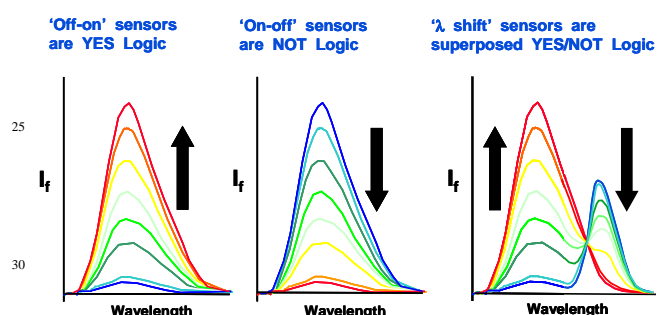 'Off-on' sensors
are YES Logic
'On-off' sensors
are NOT Logic
'λ shift' sensors are
superposed YES/NOT Logic
25
30
If
Wavelength
If
Wavelength
If
Wavelength